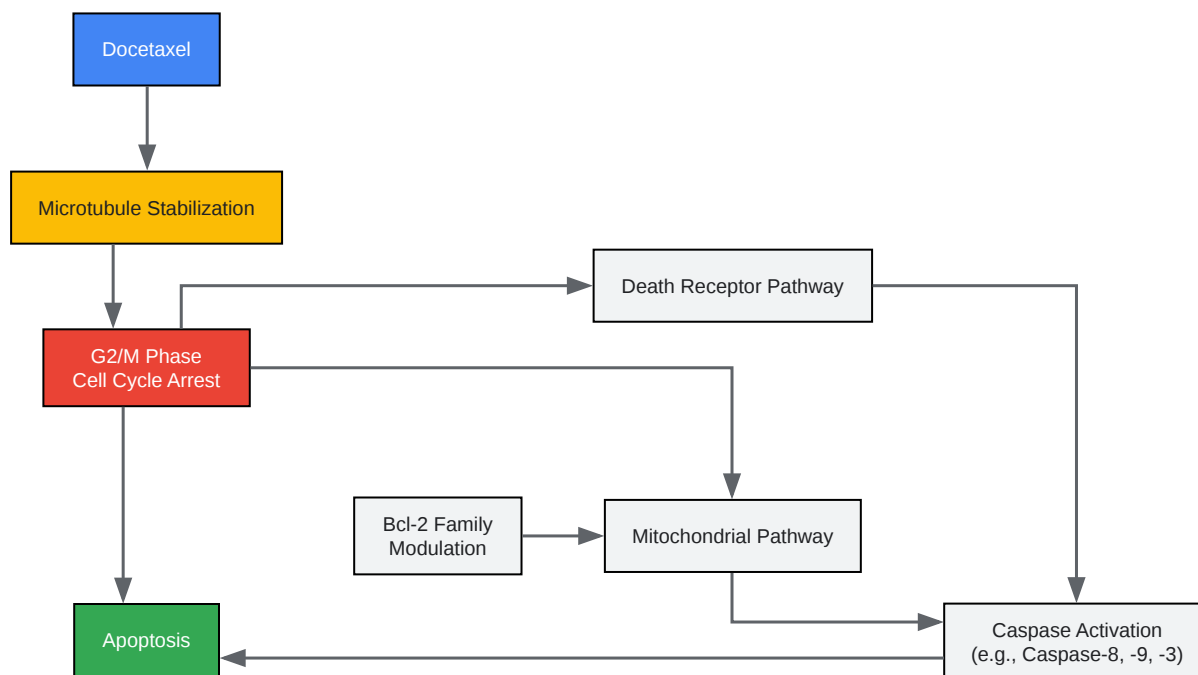 Docetaxel
Microtubule Stabilization
Death Receptor Pathway
G2/M Phase
Cell Cycle Arrest
Bcl-2 Family
Modulation
Mitochondrial Pathway
Apoptosis
Caspase Activation
(e.g., Caspase-8, -9, -3)